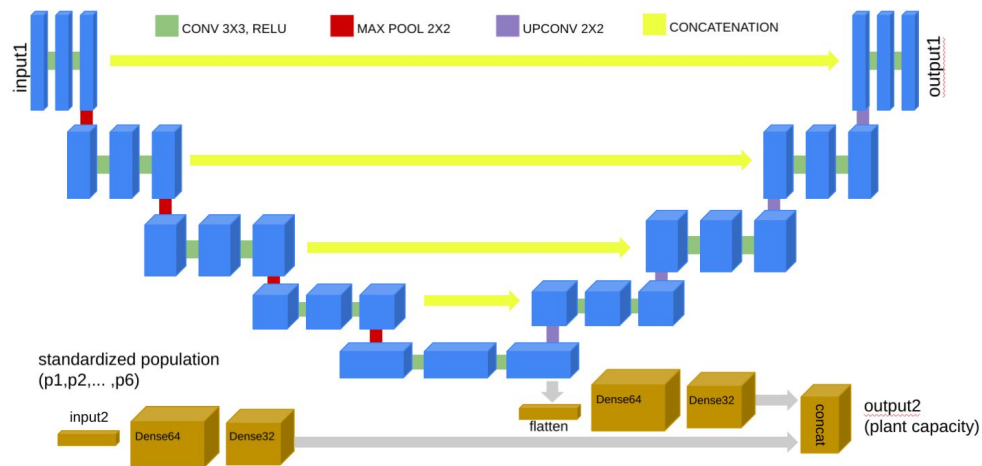 CONV 3X3, RELU
MAX POOL 2X2
UPCONV 2X2
CONCATENATION
input1
output1
standardized population
(p1,p2,... ,p6)
input2
Dense64
Dense32
flatten
Dense64
Dense32
concat
output2
(plant capacity)